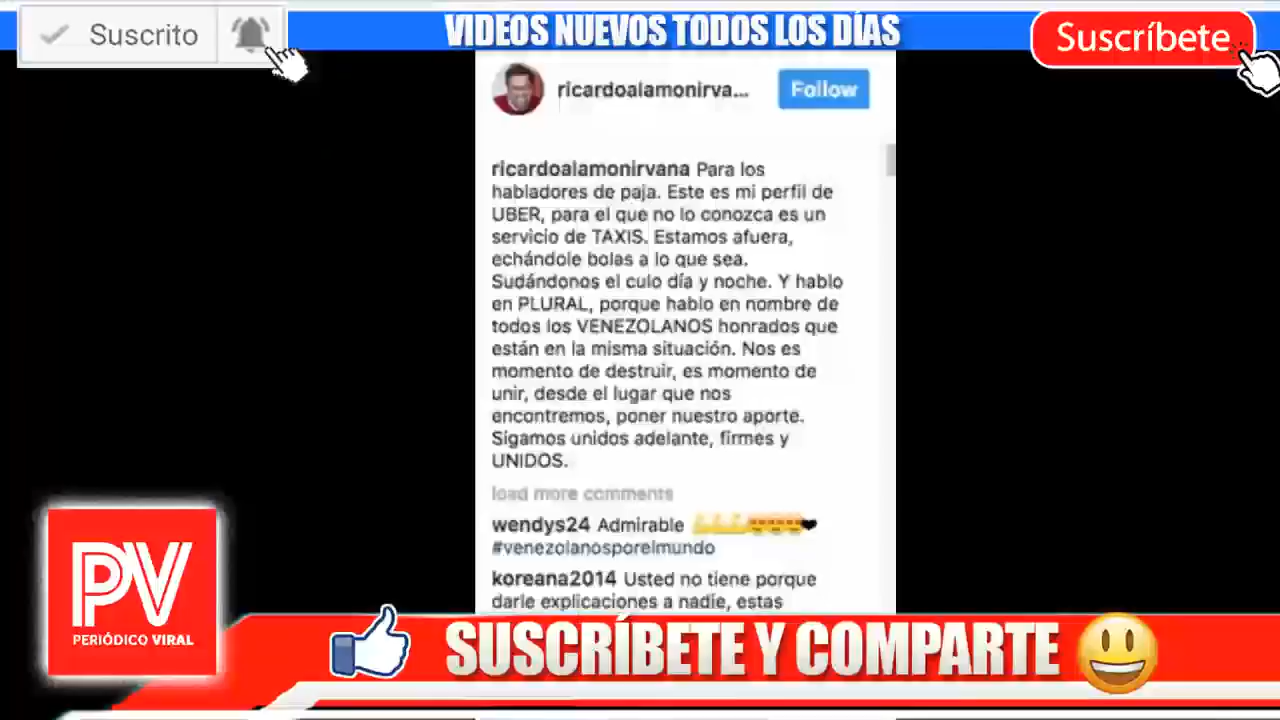 Suscrito
VIDEOS NUEVOS TODOS LOS DÍAS
Suscríbete
ricardoalamonirva...
Follow
ricardoalamonirvana Para los
habladores de paja. Este es mi perfil de
UBER, para el que no lo conozca es un
servicio de TAXIS. Estamos afuera,
echándole bolas a lo que sea.
Sudándonos el culo día y noche. Y hablo
en PLURAL, porque hablo en nombre de
todos los VENEZOLANOS honrados que
están en la misma situación. Nos es
momento de destruir, es momento de
unir, desde el lugar que nos
encontremos, poner nuestro aporte.
Sigamos unidos adelante, firmes y
UNIDOS.
load more comments
wendys24 Admirable
#venezolanosporelmundo
koreana2014 Usted no tiene porque
darle explicaciones a nadie, estas
PV
PERIÓDICO VIRAL
SUSCRÍBETE Y COMPARTE